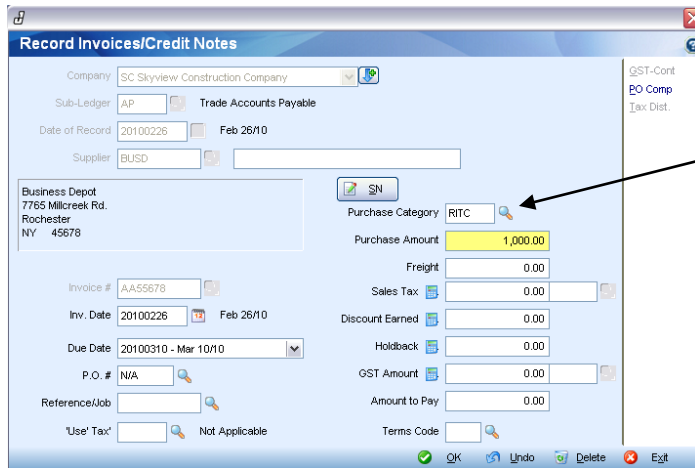 Record Invoices/Credit Notes
Company SC Skyview Construction Company
GST-Cont
Sub-Ledger AP Trade Accounts Payable
PO Comp
Tax Dist.
Date of Record 20100226 Feb 26/10
Supplier BUSD
Business Depot
7765 Millcreek Rd.
Rochester
NY 45678
SN
Purchase Category RITC
Purchase Amount 1,000.00
Freight 0.00
Invoice # AA55678
Sales Tax 0.00
Inv. Date 20100226 12 Feb 26/10
Discount Earned 0.00
Due Date 20100310 - Mar 10/10
Holdback 0.00
P.O. # N/A
GST Amount 0.00
Reference/Job
Amount to Pay 0.00
'Use' Tax' Not Applicable
Terms Code
OK Undo Delete Exit